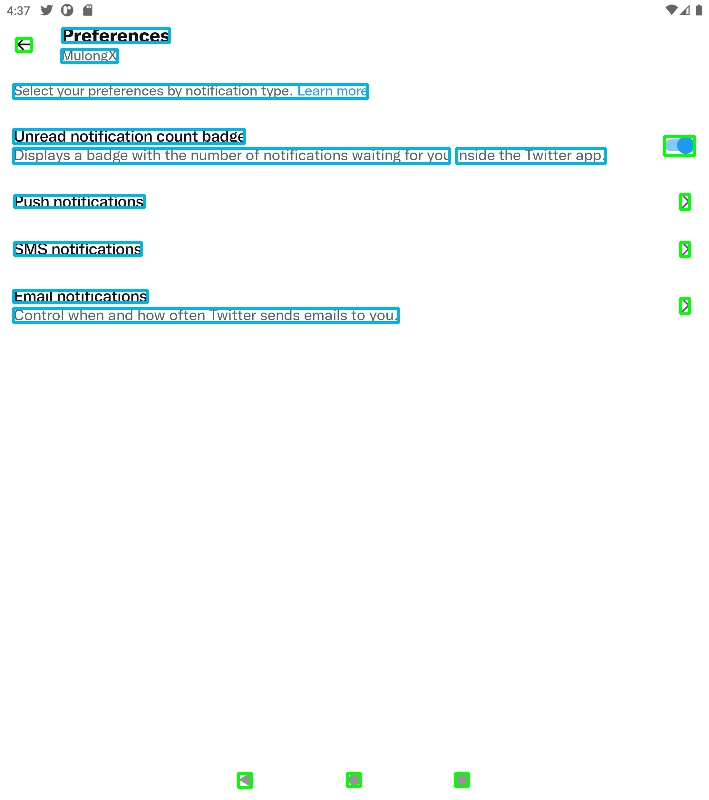 4:37
Preferences
MulongX
Select your preferences by notification type. Learn more
Unread notification count badge
Displays a badge with the number of notifications waiting for you inside the Twitter app.
Push notifications
SMS notifications
Email notifications
Control when and how often Twitter sends emails to you.